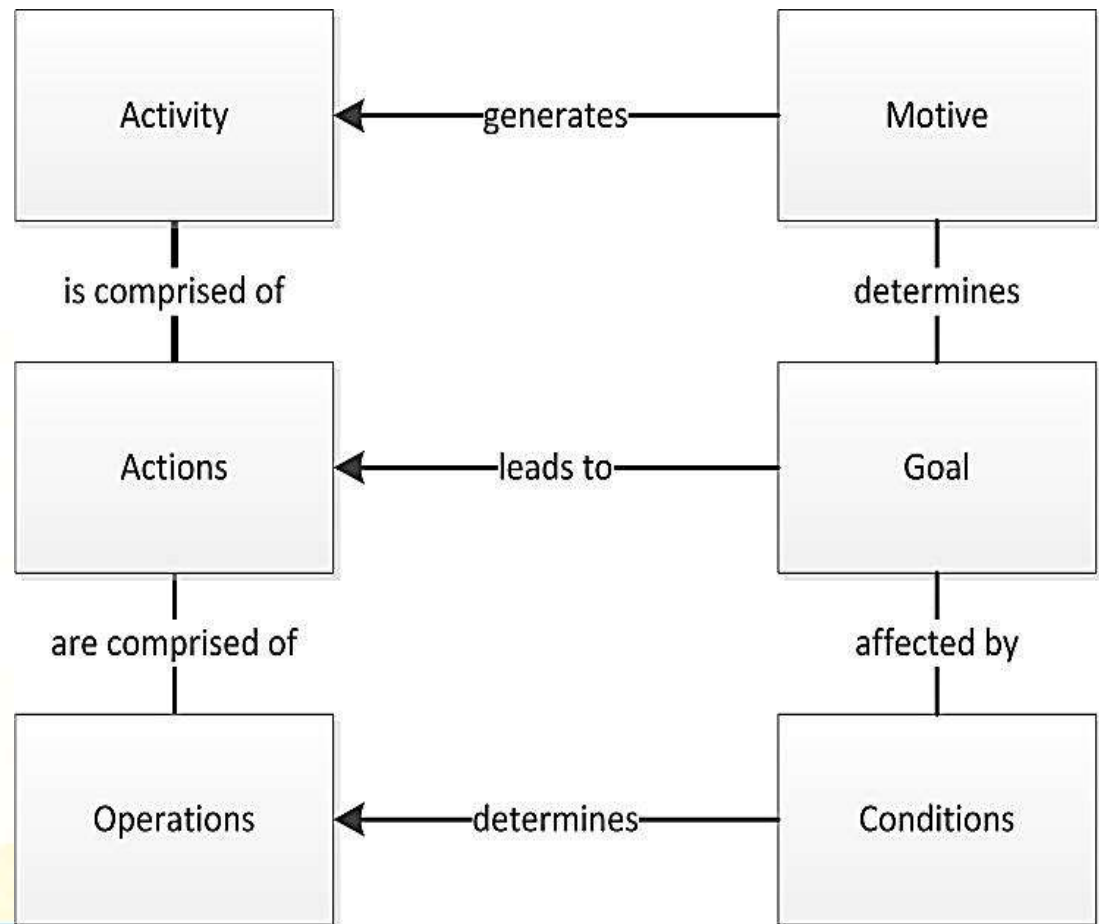 Activity
generates
Motive
is comprised of
determines
Actions
leads to
Goal
are comprised of
affected by
Operations
determines
Conditions